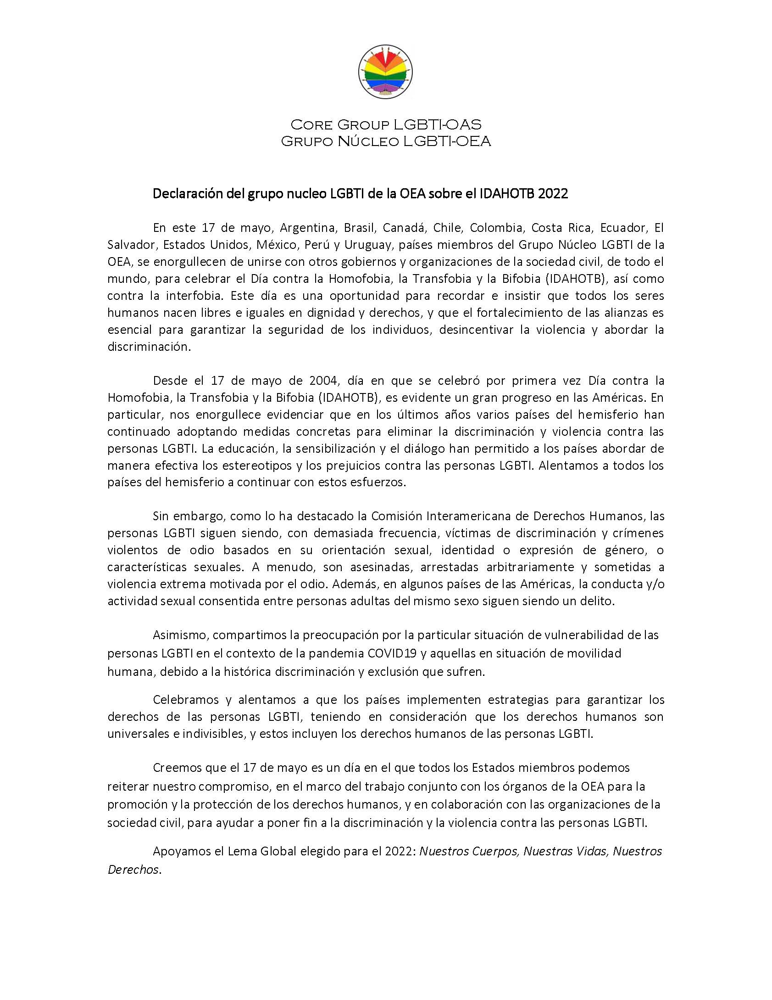 Core Group LGBTI-OAS
Grupo Núcleo LGBTI-OEA
Declaración del grupo nucleo LGBTI de la OEA sobre el IDAHOTB 2022
En este 17 de mayo, Argentina, Brasil, Canadá, Chile, Colombia, Costa Rica, Ecuador, El
Salvador, Estados Unidos, México, Perú y Uruguay, países miembros del Grupo Núcleo LGBTI de la
OEA, se enorgullecen de unirse con otros gobiernos y organizaciones de la sociedad civil, de todo el
mundo, para celebrar el Día contra la Homofobia, la Transfobia y la Bifobia (IDAHOTB), así como
contra la interfobia. Este día es una oportunidad para recordar e insistir que todos los seres
humanos nacen libres e iguales en dignidad y derechos, y que el fortalecimiento de las alianzas es
esencial para garantizar la seguridad de los individuos, desincentivar la violencia y abordar la
discriminación.
Desde el 17 de mayo de 2004, día en que se celebró por primera vez Día contra la
Homofobia, la Transfobia y la Bifobia (IDAHOTB), es evidente un gran progreso en las Américas. En
particular, nos enorgullece evidenciar que en los últimos años varios países del hemisferio han
continuado adoptando medidas concretas para eliminar la discriminación y violencia contra las
personas LGBTI. La educación, la sensibilización y el diálogo han permitido a los países abordar de
manera efectiva los estereotipos y los prejuicios contra las personas LGBTI. Alentamos a todos los
países del hemisferio a continuar con estos esfuerzos.
Sin embargo, como lo ha destacado la Comisión Interamericana de Derechos Humanos, las
personas LGBTI siguen siendo, con demasiada frecuencia, víctimas de discriminación y crímenes
violentos de odio basados en su orientación sexual, identidad o expresión de género, o
características sexuales. A menudo, son asesinadas, arrestadas arbitrariamente y sometidas a
violencia extrema motivada por el odio. Además, en algunos países de las Américas, la conducta y/o
actividad sexual consentida entre personas adultas del mismo sexo siguen siendo un delito.
Asimismo, compartimos la preocupación por la particular situación de vulnerabilidad de las
personas LGBTI en el contexto de la pandemia COVID19 y aquellas en situación de movilidad
humana, debido a la histórica discriminación y exclusión que sufren.
Celebramos y alentamos a que los países implementen estrategias para garantizar los
derechos de las personas LGBTI, teniendo en consideración que los derechos humanos son
universales e indivisibles, y estos incluyen los derechos humanos de las personas LGBTI.
Creemos que el 17 de mayo es un día en el que todos los Estados miembros podemos
reiterar nuestro compromiso, en el marco del trabajo conjunto con los órganos de la OEA para la
promoción y la protección de los derechos humanos, y en colaboración con las organizaciones de la
sociedad civil, para ayudar a poner fin a la discriminación y la violencia contra las personas LGBTI.
Apoyamos el Lema Global elegido para el 2022: Nuestros Cuerpos, Nuestras Vidas, Nuestros
Derechos.